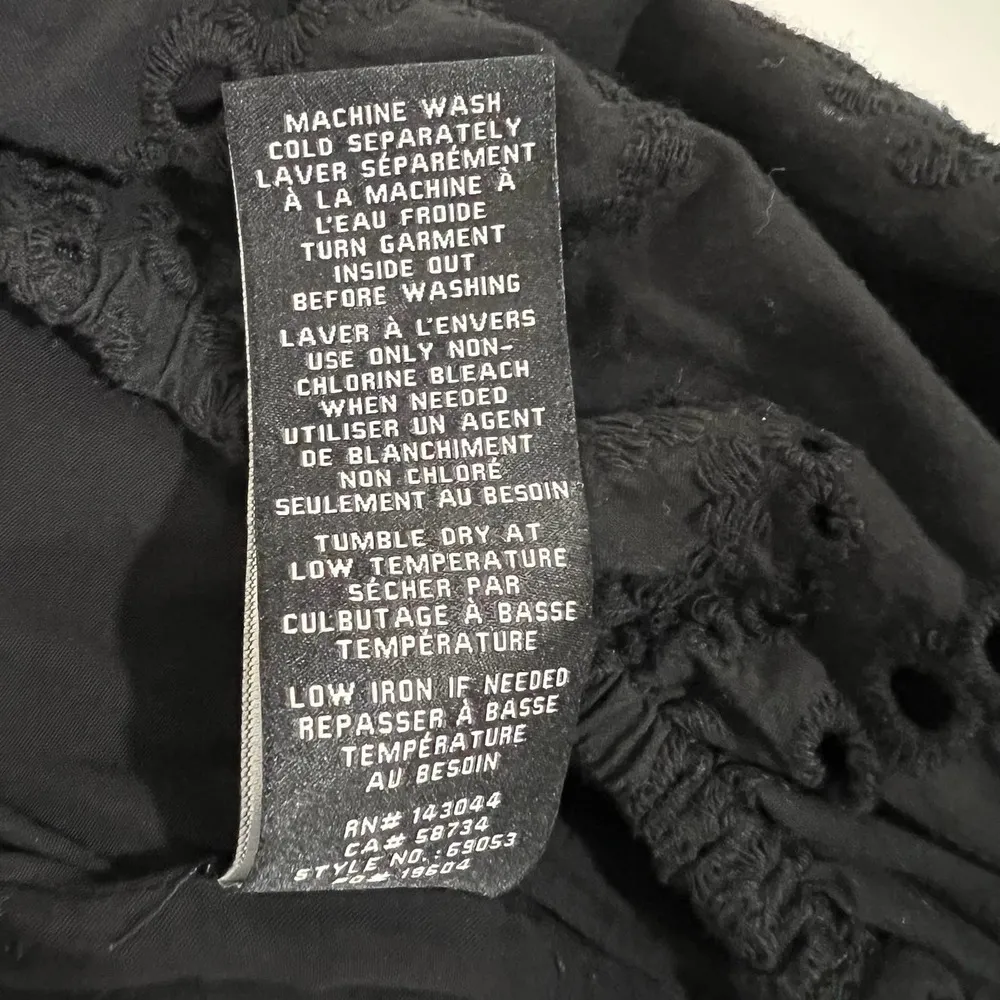 MACHINE WASH
COLD SEPARATELY
LAVER SÉPARÉMENT
À LA MACHINE À
L'EAU FROIDE
TURN GARMENT
INSIDE OUT
BEFORE WASHING
LAVER À L'ENVERS
USE ONLY NON-
CHLORINE BLEACH
WHEN NEEDED
UTILISER UN AGENT
DE BLANCHIMENT
NON CHLORÉ
SEULEMENT AU BESOIN
TUMBLE DRY AT
LOW TEMPERATURE
SÉCHER PAR
CULBUTAGE À BASSE
TEMPÉRATURE
LOW IRON IF NEEDED
REPASSER À BASSE
TEMPÉRATURE
AU BESOIN
RN# 143044
CA# 58734
STYLE NO.: 69053
19604